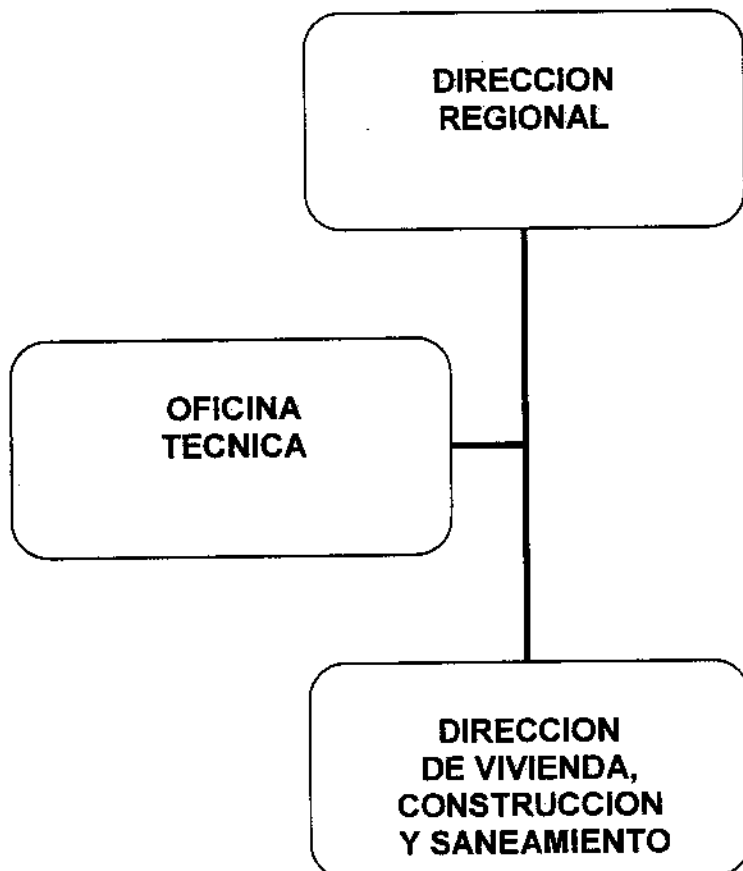 DIRECCION
REGIONAL
OFICINA
TECNICA
DIRECCION
DE VIVIENDA,
CONSTRUCCION
Y SANEAMIENTO